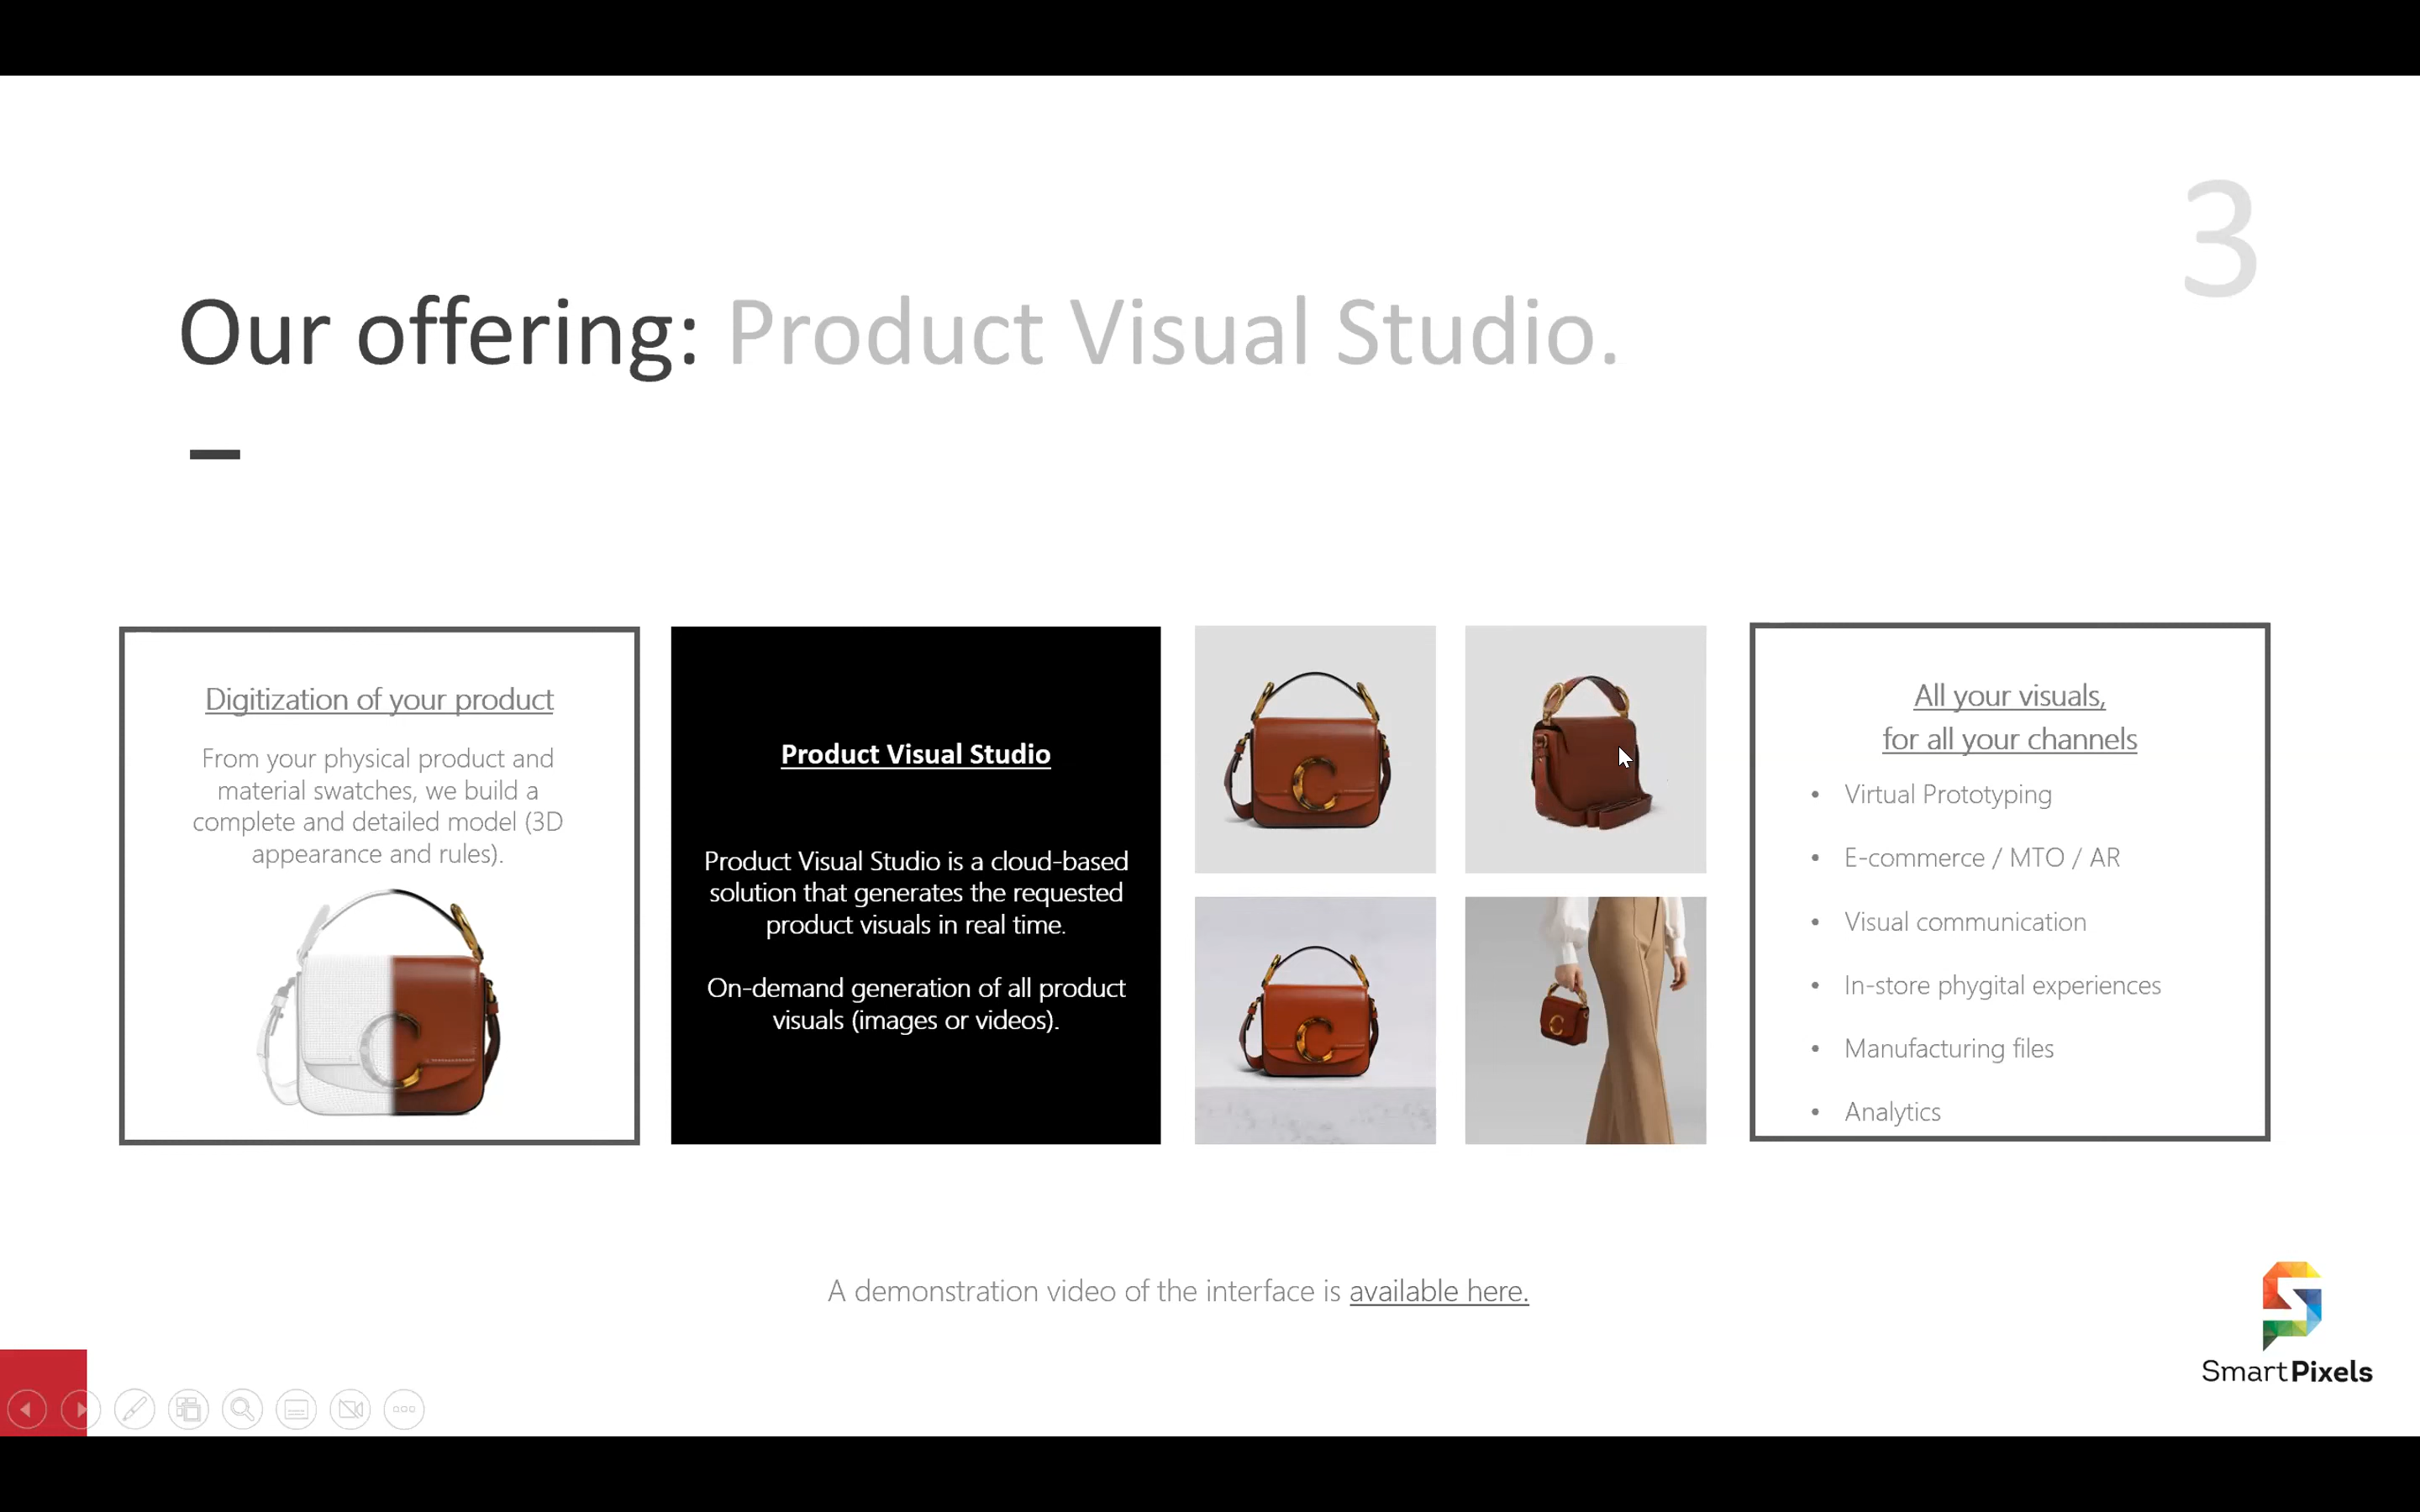 3
Our offering: Product Visual Studio.
Digitization of your product
From your physical product and
material swatches, we build a
complete and detailed model (3D
appearance and rules).
Product Visual Studio
Product Visual Studio is a cloud-based
solution that generates the requested
product visuals in real time.
On-demand generation of all product
visuals (images or videos).
All your visuals,
for all your channels
• Virtual Prototyping
• E-commerce / MTO / AR
• Visual communication
• In-store phygital experiences
• Manufacturing files
• Analytics
A demonstration video of the interface is available here.
SmartPixels